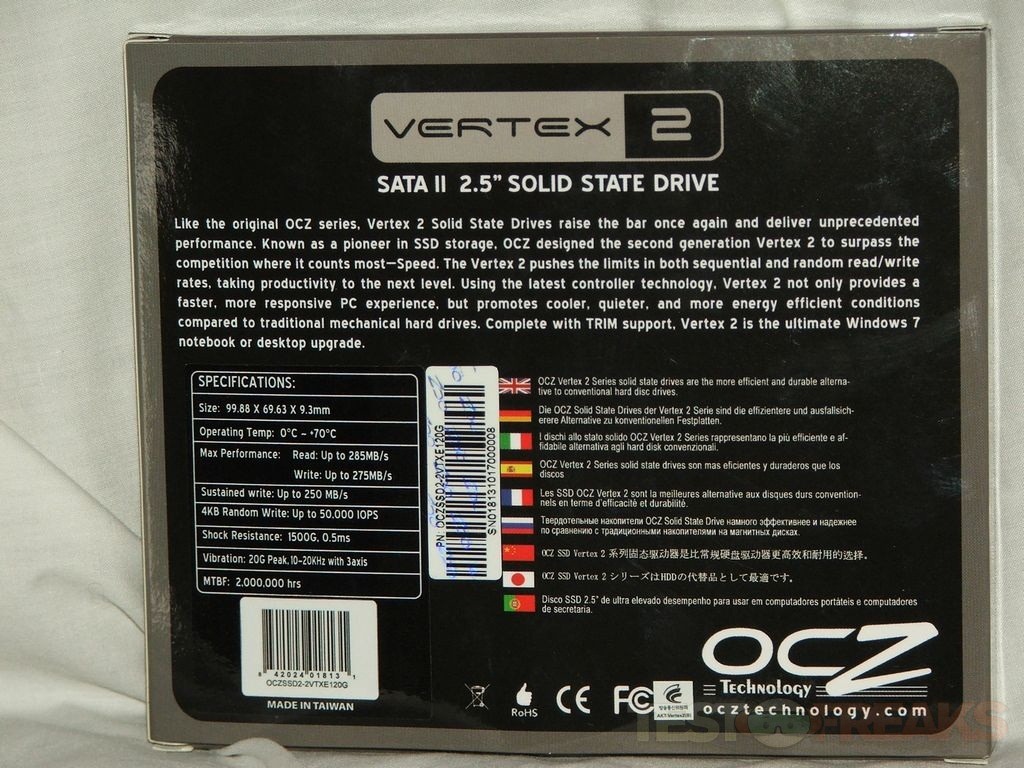 VERTEX 2
SATA II 2.5" SOLID STATE DRIVE
Like the original OCZ series, Vertex 2 Solid State Drives raise the bar once again and deliver unprecedented
performance. Known as a pioneer in SSD storage, OCZ designed the second generation Vertex 2 to surpass the
competition where it counts most—Speed. The Vertex 2 pushes the limits in both sequential and random read/write
rates, taking productivity to the next level. Using the latest controller technology, Vertex 2 not only provides a
faster, more responsive PC experience, but promotes cooler, quieter, and more energy efficient conditions
compared to traditional mechanical hard drives. Complete with TRIM support, Vertex 2 is the ultimate Windows 7
notebook or desktop upgrade.
SPECIFICATIONS:
Size: 99.88 X 69.63 X 9.3mm
Operating Temp: 0°C ~ +70°C
Max Performance: Read: Up to 285MB/s
Write: Up to 275MB/s
Sustained write: Up to 250 MB/s
4KB Random Write: Up to 50,000 IOPS
Shock Resistance: 1500G, 0.5ms
Vibration: 20G Peak, 10-20KHz with 3axis
MTBF: 2,000,000 hrs
PN OCZSSD2-2VTXE120G
SN018131017000008
OCZ Vertex 2 Series solid state drives are the more efficient and durable alterna-
tive to conventional hard disc drives.
Die OCZ Solid State Drives der Vertex 2 Serie sind die effizientere und ausfallsich-
erere Alternative zu konventionellen Festplatten.
I dischi allo stato solido OCZ Vertex 2 Series rappresentano la più efficiente e af-
fidabile alternativa agli hard disk convenzionali.
OCZ Vertex 2 Series solid state drives son mas eficientes y duraderos que los
discos
Les SSD OCZ Vertex 2 sont la meilleures alternative aux disques durs convention-
nels en terme d'efficacité et durabilité.
Твердотельные накопители OCZ Solid State Drive намного эффективнее и надежнее
по сравнению с традиционными накопителями на магнитных дисках.
OCZ SSD Vertex 2 系列固态驱动器是比常规硬盘驱动器更高效和耐用的选择。
OCZ SSD Vertex 2 シリーズはHDDの代替品として最適です。
Disco SSD 2.5" de ultra elevado desempenho para usar em computadores portáteis e computadores
de secretaria.
8 42024 01813 1
OCZSSD2-2VTXE120G
MADE IN TAIWAN
RoHS
CE
FC
방송통신위원회
OCZ
Technology
ocztechnology.com
TESTFREAKS